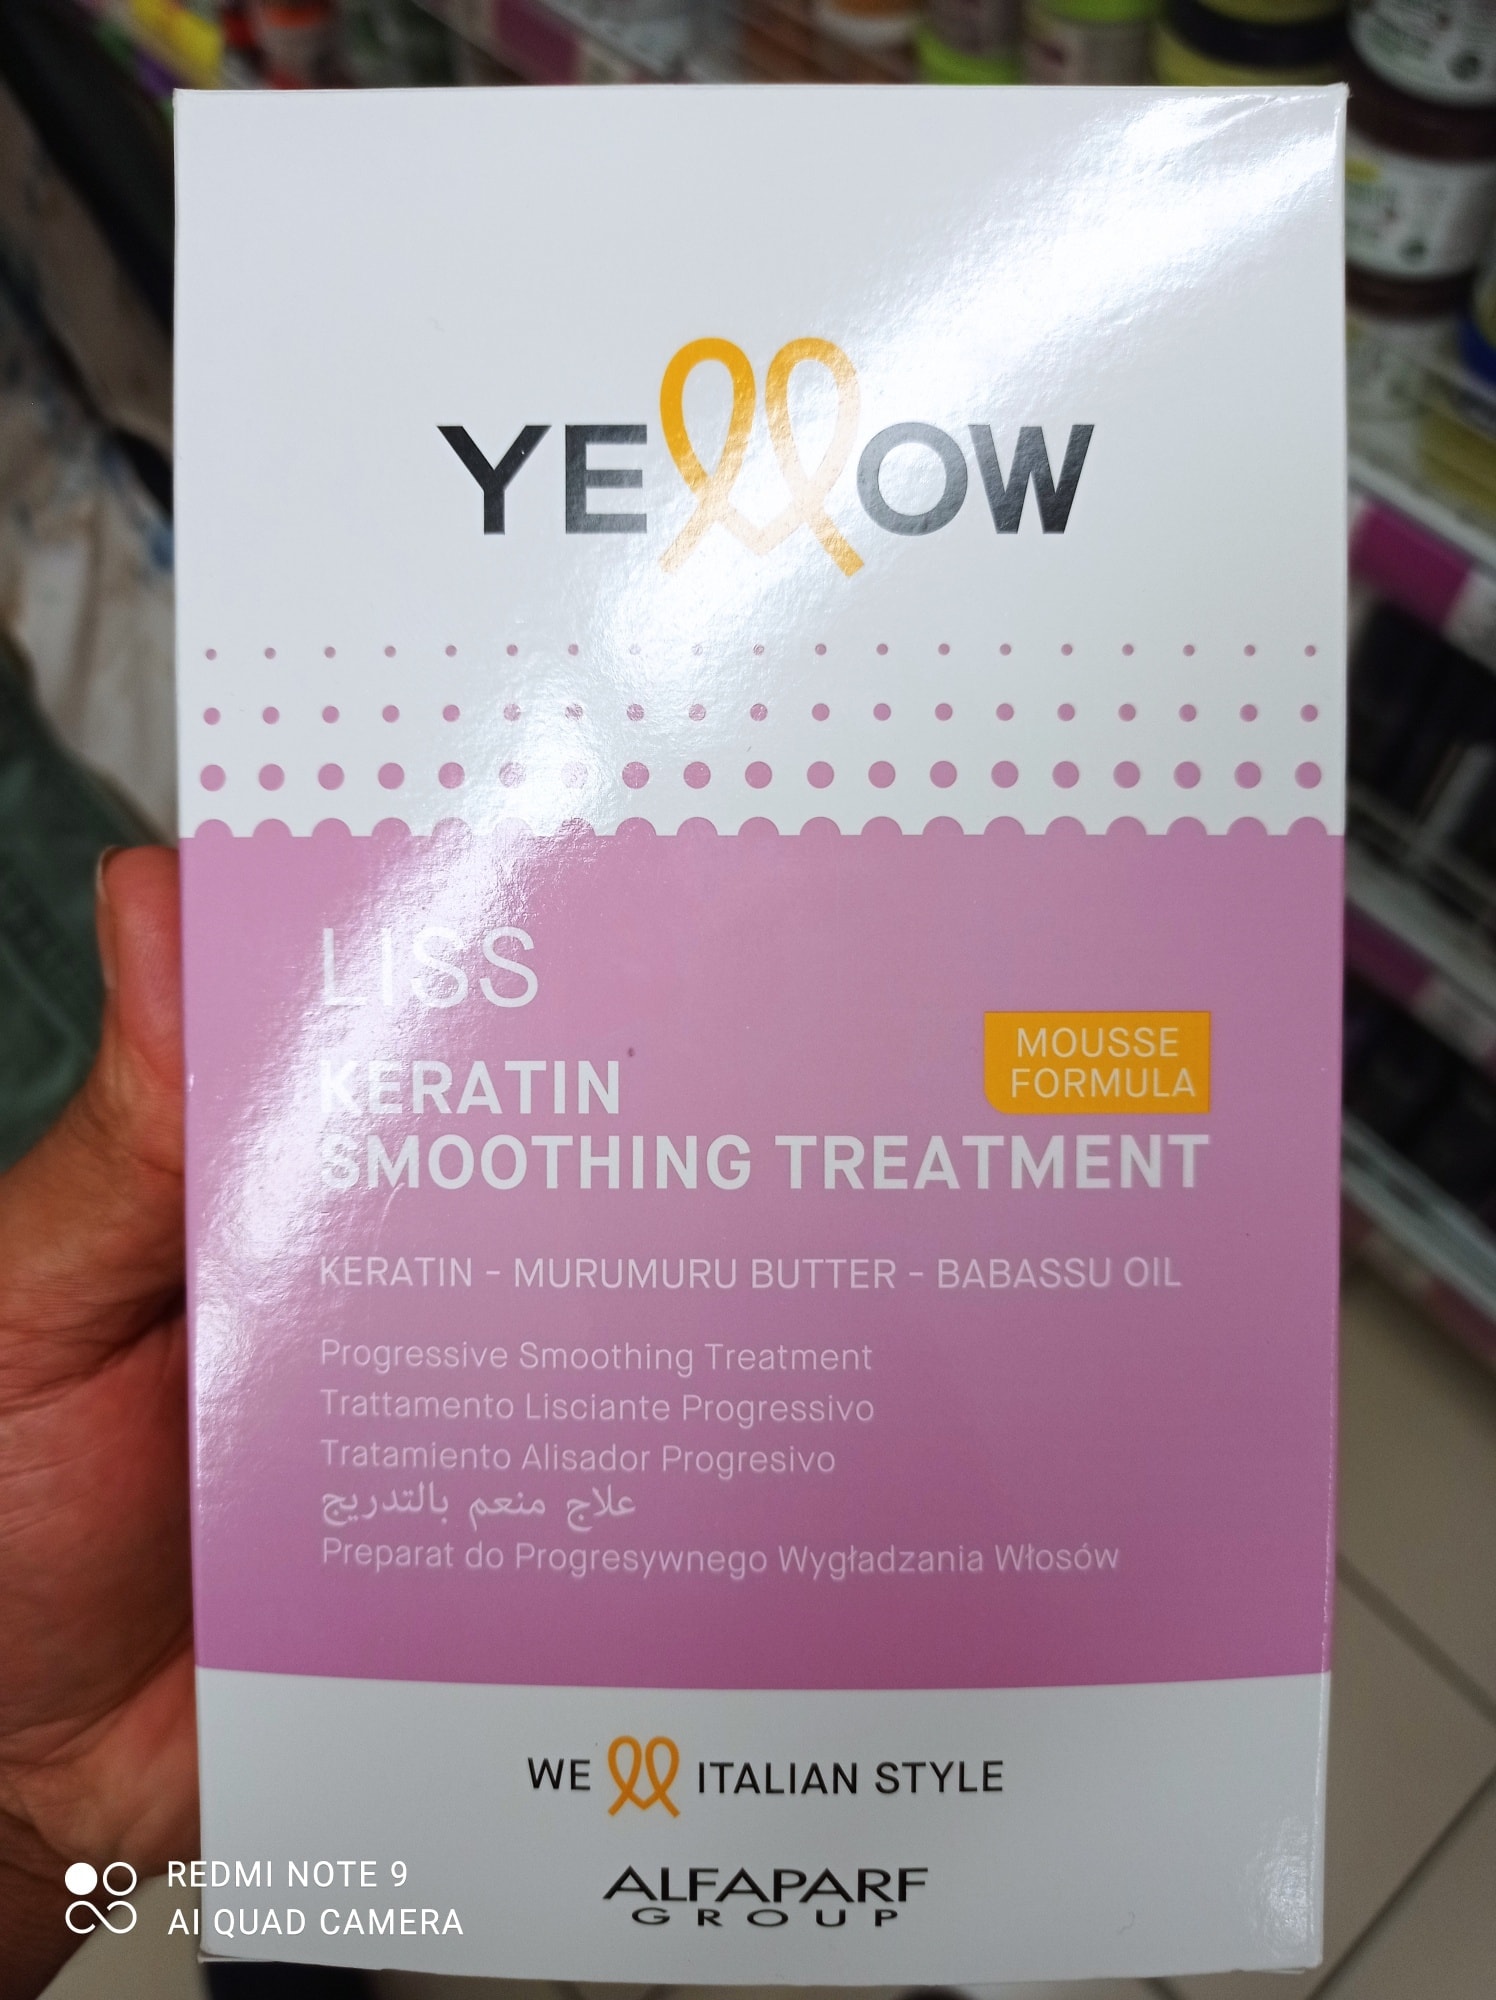 YELLOW
LISS
KERATIN
SMOOTHING TREATMENT
MOUSSE
FORMULA
KERATIN - MURUMURU BUTTER - BABASSU OIL
Progressive Smoothing Treatment
Trattamento Lisciante Progressivo
Tratamiento Alisador Progresivo
علاج منعم بالتدريج
Preparat do Progresywnego Wygładzania Włosów
WE ITALIAN STYLE
ALFAPARF
GROUP
REDMI NOTE 9
AI QUAD CAMERA